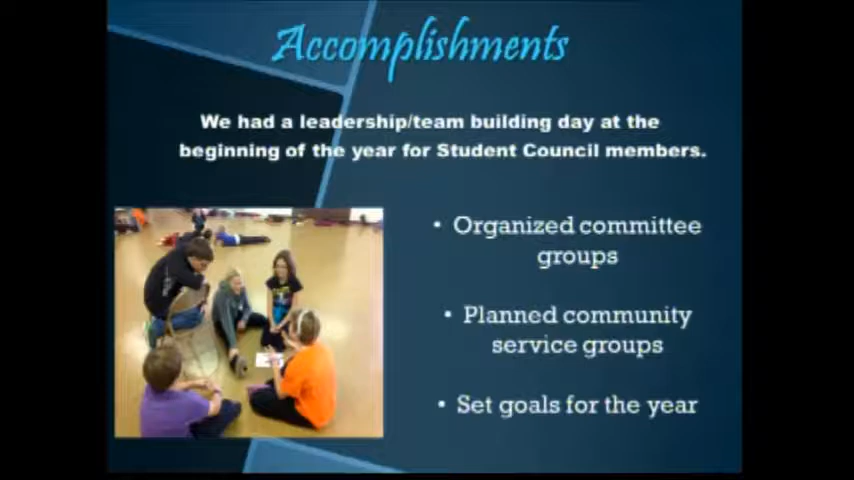 Accomplishments
We had a leadership/team building day at the
beginning of the year for Student Council members.
• Organized committee
groups
• Planned community
service groups
• Set goals for the year